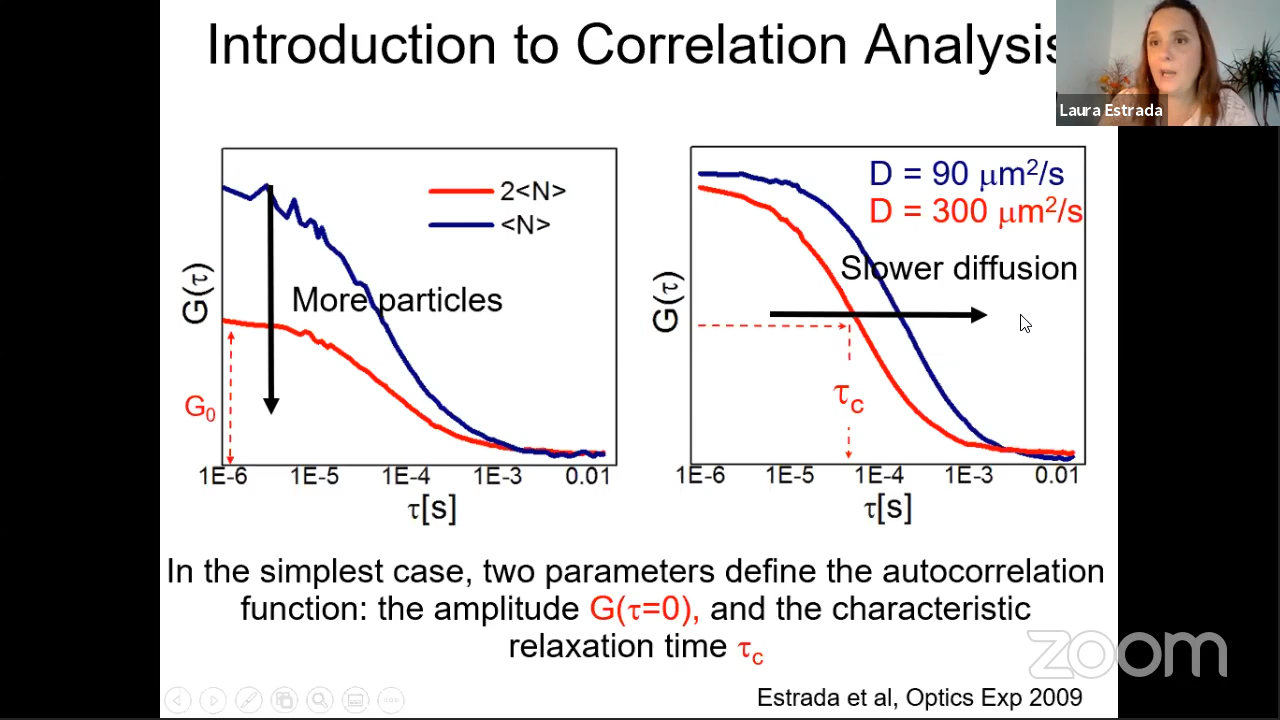 Introduction to Correlation Analysis
Laura Estrada
2<N>
<N>
More particles
G(τ)
G₀
1E-6 1E-5 1E-4 1E-3 0.01
τ[s]
D = 90 μm²/s
D = 300 μm²/s
Slower diffusion
G(τ)
τc
1E-6 1E-5 1E-4 1E-3 0.01
τ[s]
In the simplest case, two parameters define the autocorrelation
function: the amplitude G(τ=0), and the characteristic
relaxation time τc
zoom
Estrada et al, Optics Exp 2009